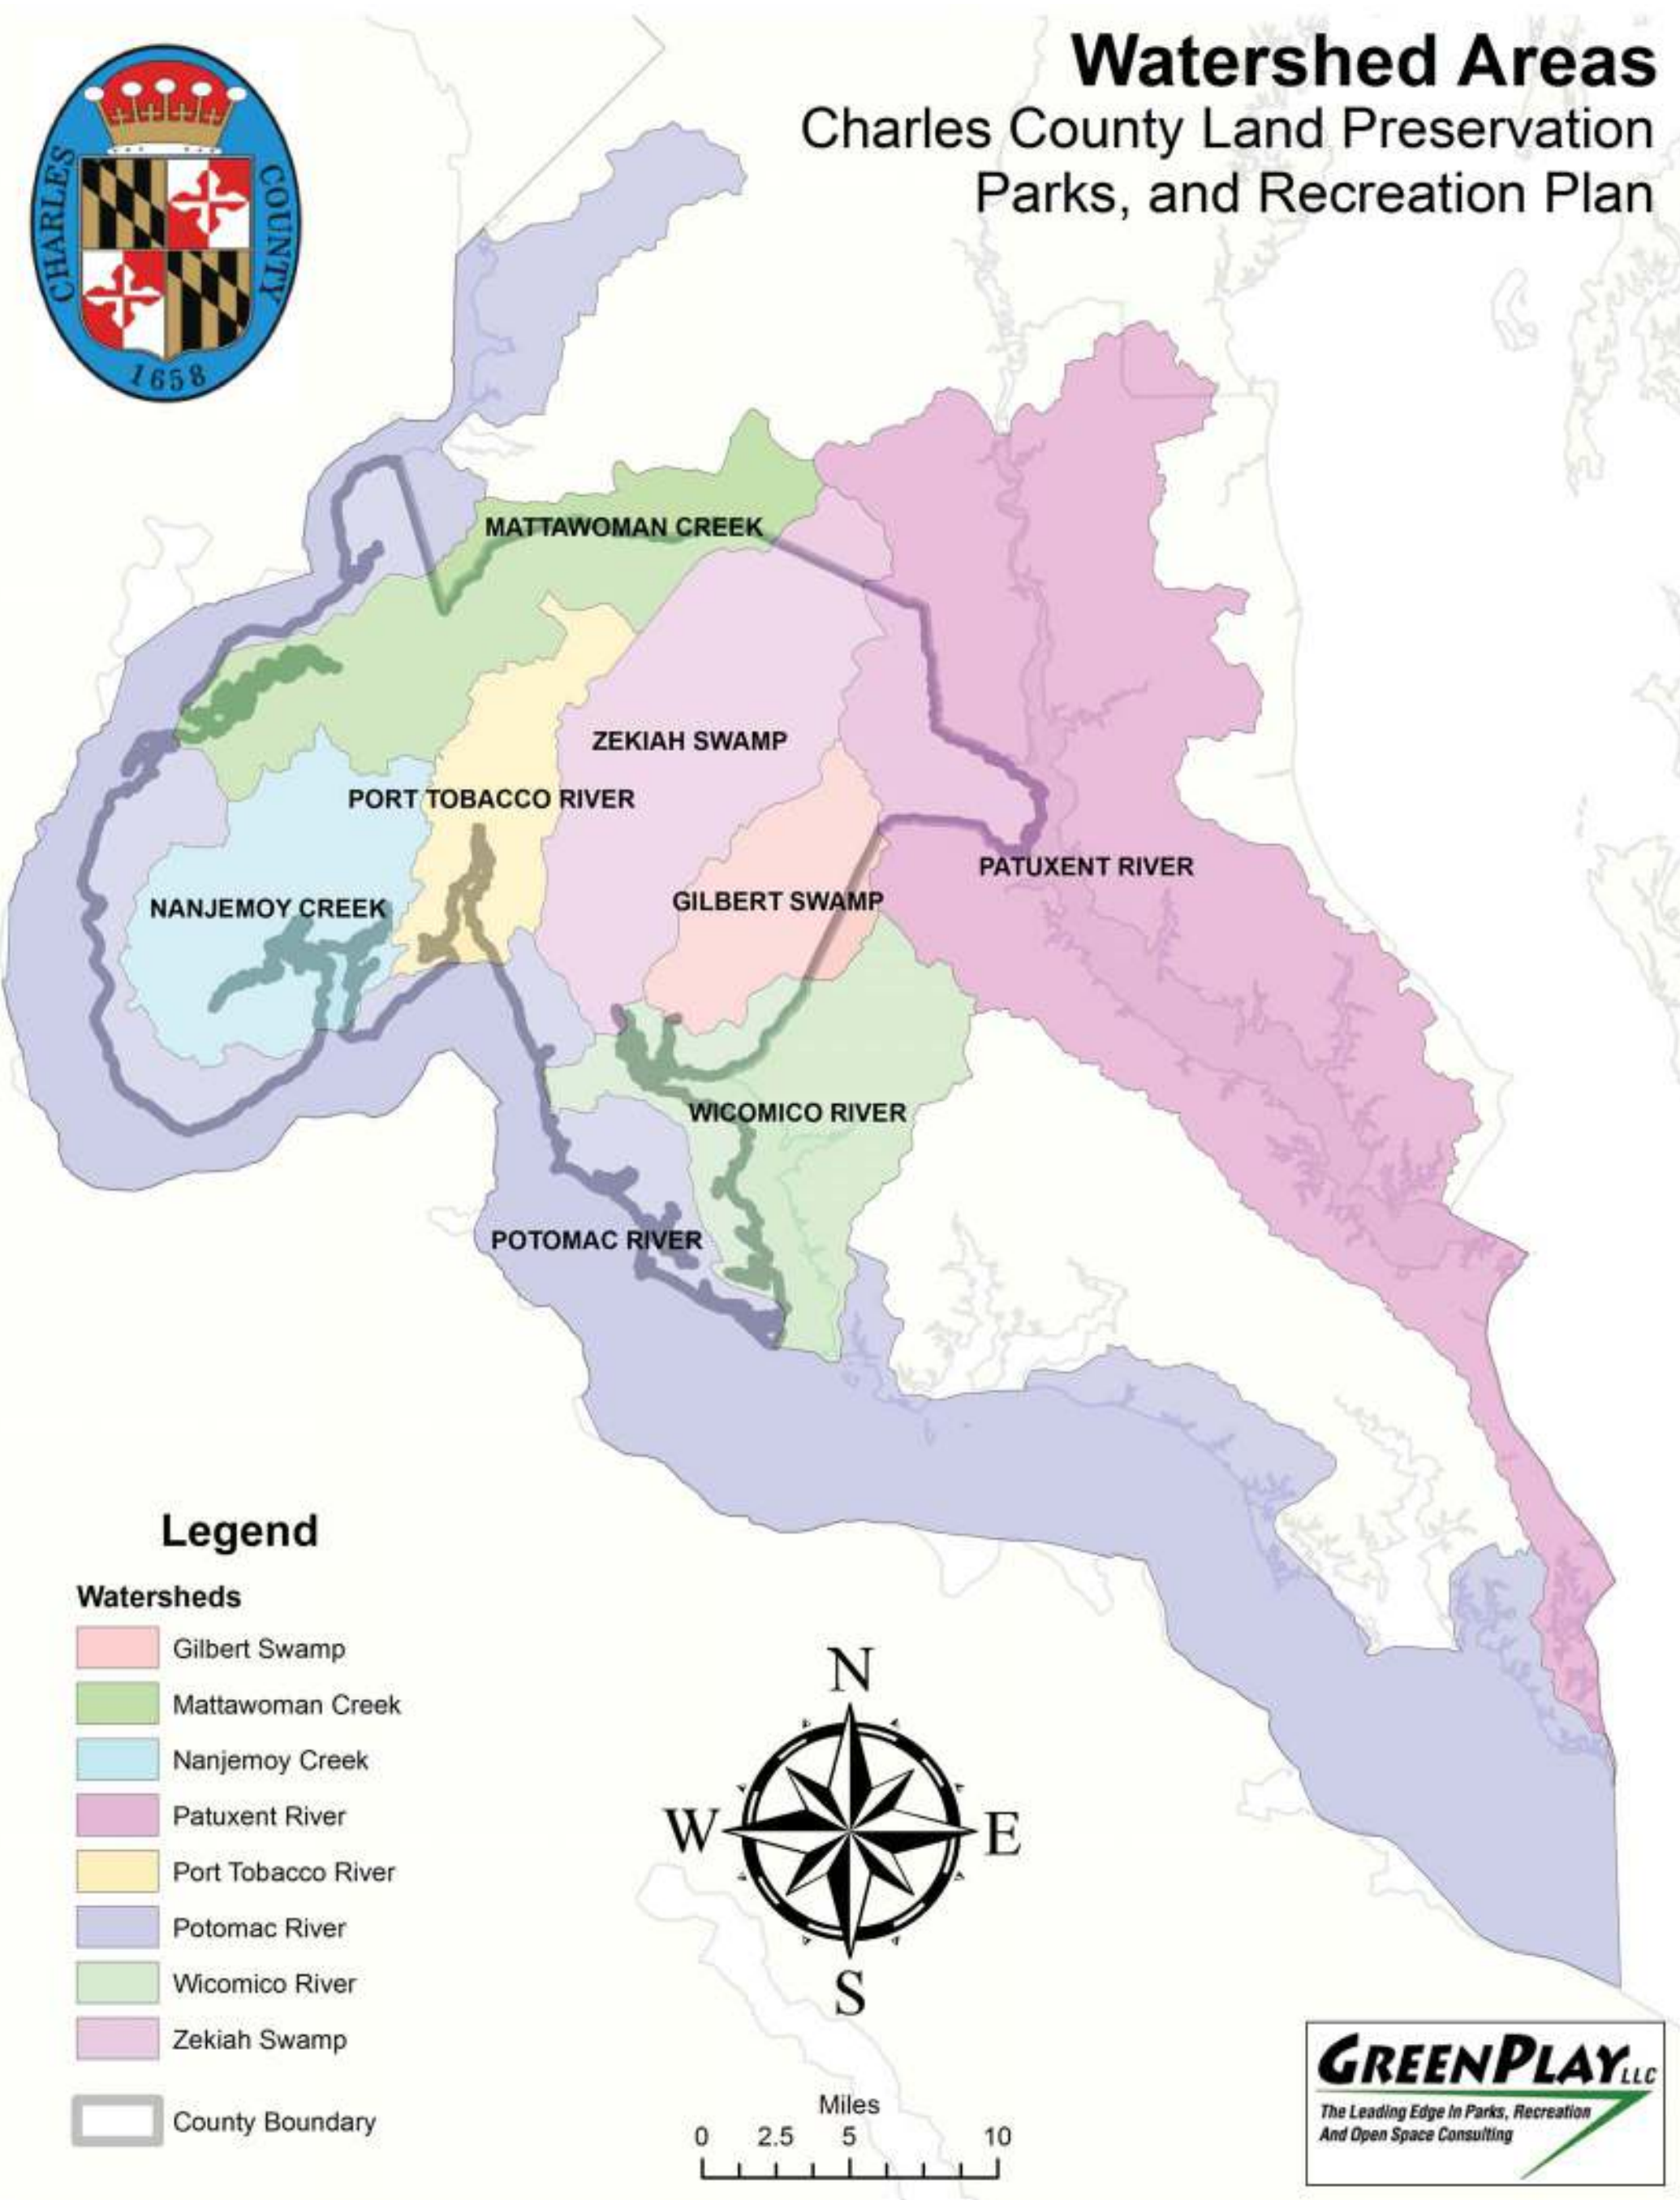 Watershed Areas
Charles County Land Preservation
Parks, and Recreation Plan
CHARLES
COUNTY
1658
MATTAWOMAN CREEK
ZEKIAH SWAMP
PORT TOBACCO RIVER
PATUXENT RIVER
GILBERT SWAMP
NANJEMOY CREEK
WICOMICO RIVER
POTOMAC RIVER
Legend
Watersheds
Gilbert Swamp
Mattawoman Creek
Nanjemoy Creek
Patuxent River
Port Tobacco River
Potomac River
Wicomico River
Zekiah Swamp
County Boundary
N
W
E
S
Miles
0 2.5 5 10
GREENPLAY LLC
The Leading Edge In Parks, Recreation
And Open Space Consulting